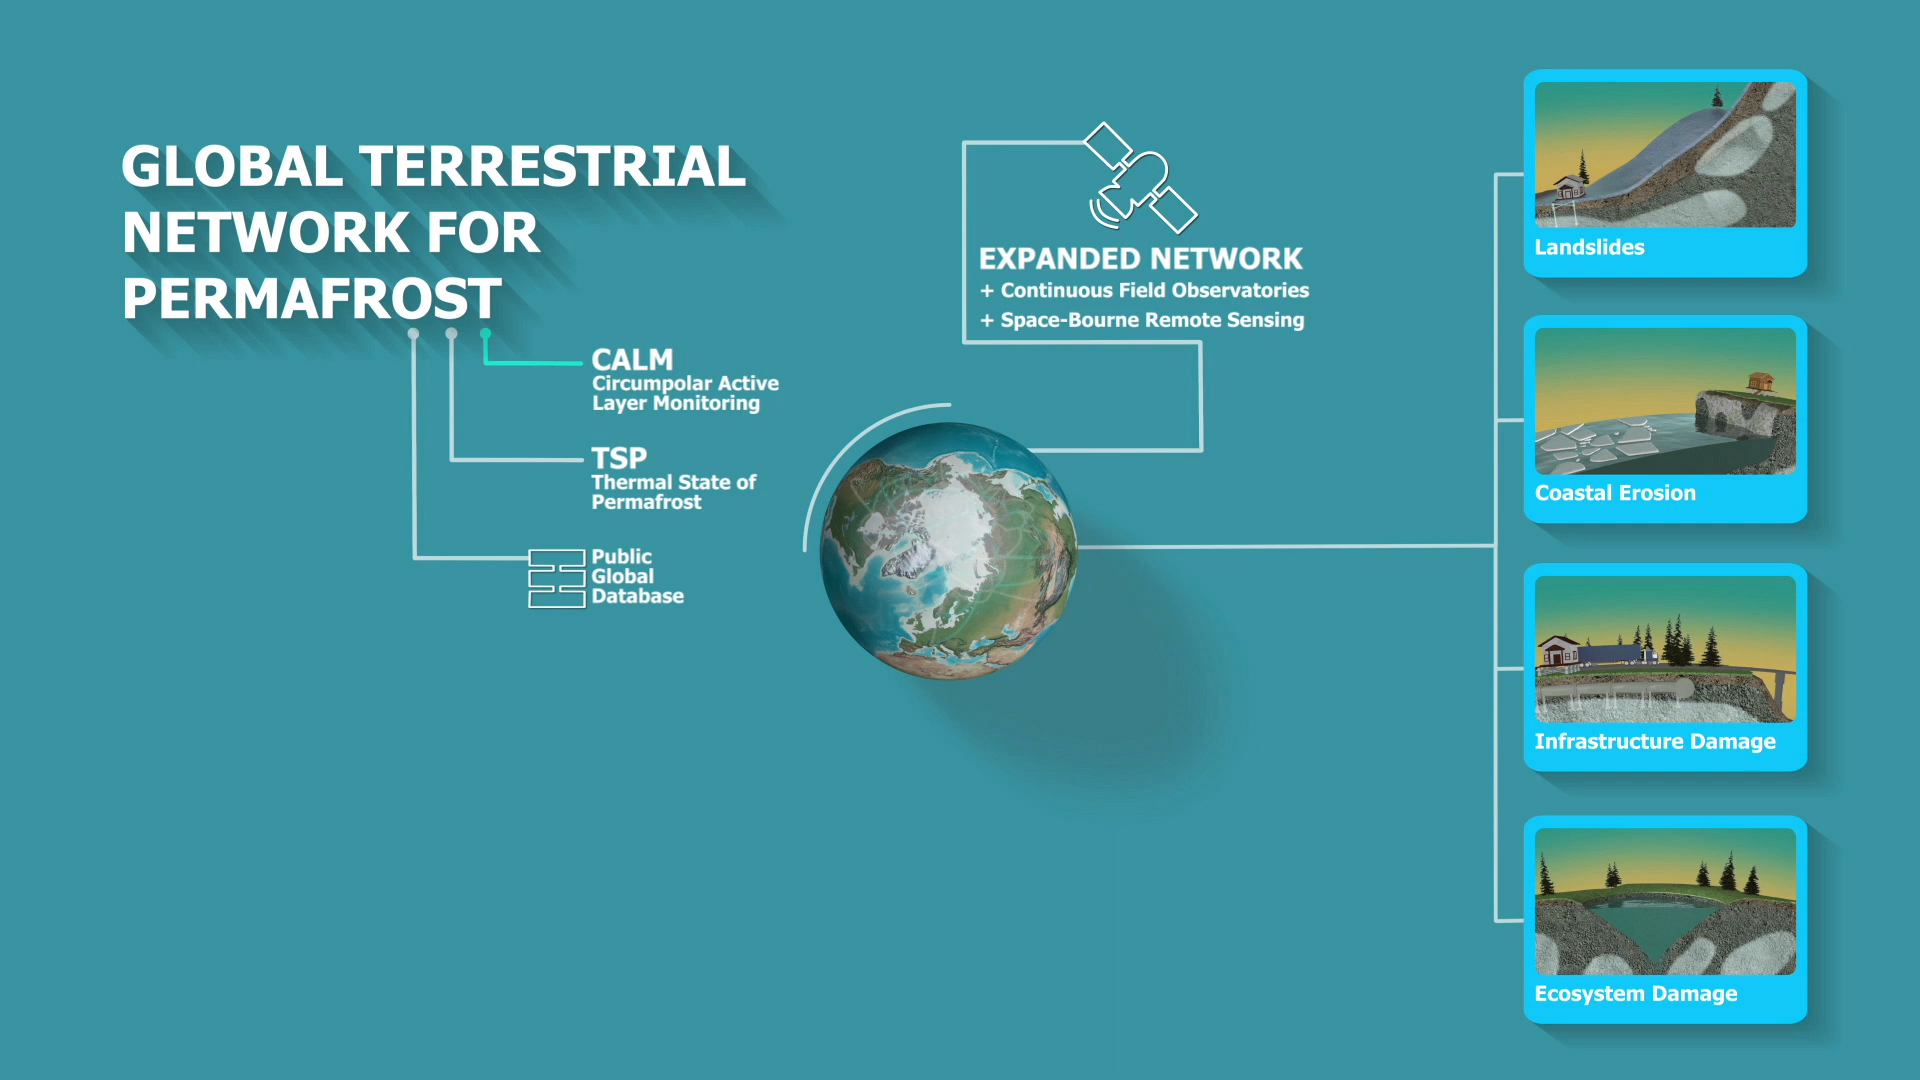 GLOBAL TERRESTRIAL
NETWORK FOR
PERMAFROST
CALM
Circumpolar Active
Layer Monitoring
TSP
Thermal State of
Permafrost
Public
Global
Database
EXPANDED NETWORK
+ Continuous Field Observatories
+ Space-Bourne Remote Sensing
Landslides
Coastal Erosion
Infrastructure Damage
Ecosystem Damage